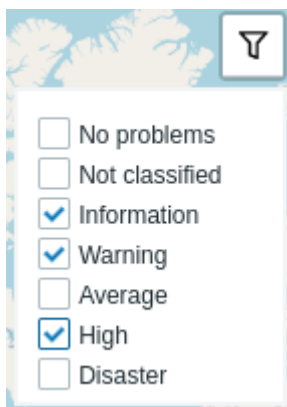 No problems
Not classified
Information
Warning
Average
High
Disaster